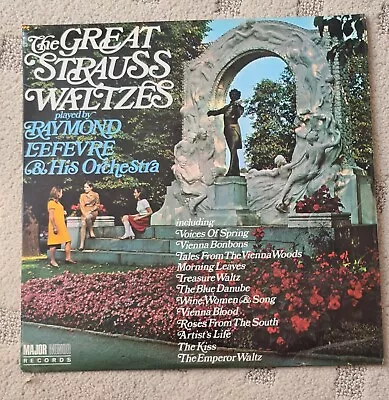 The GREAT
STRAUSS
WALTZES
played by
RAYMOND
LEFEVRE
& His Orchestra
including
Voices Of Spring
Vienna Bonbons
Tales From The Vienna Woods
Morning Leaves
Treasure Waltz
The Blue Danube
Wine, Women & Song
Vienna Blood
Roses From The South
Artist's Life
The Kiss
The Emperor Waltz
MAJOR MINOR
RECORDS